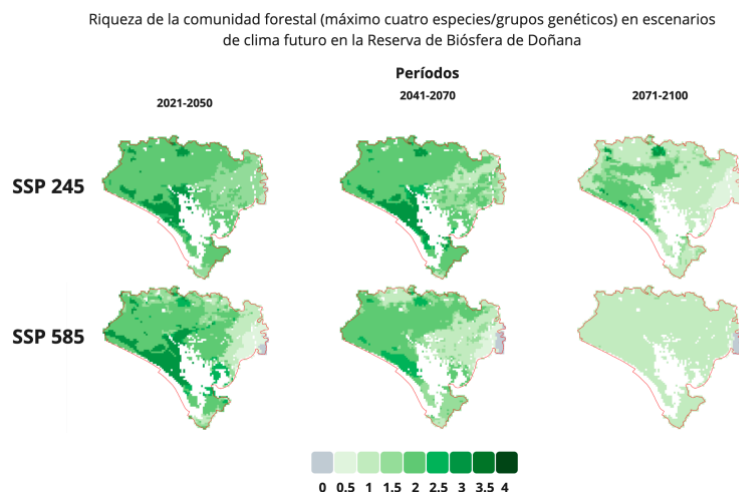 Riqueza de la comunidad forestal (máximo cuatro especies/grupos genéticos) en escenarios
de clima futuro en la Reserva de Biósfera de Doñana
Períodos
2021-2050 2041-2070 2071-2100
SSP 245
SSP 585
0 0.5 1 1.5 2 2.5 3 3.5 4